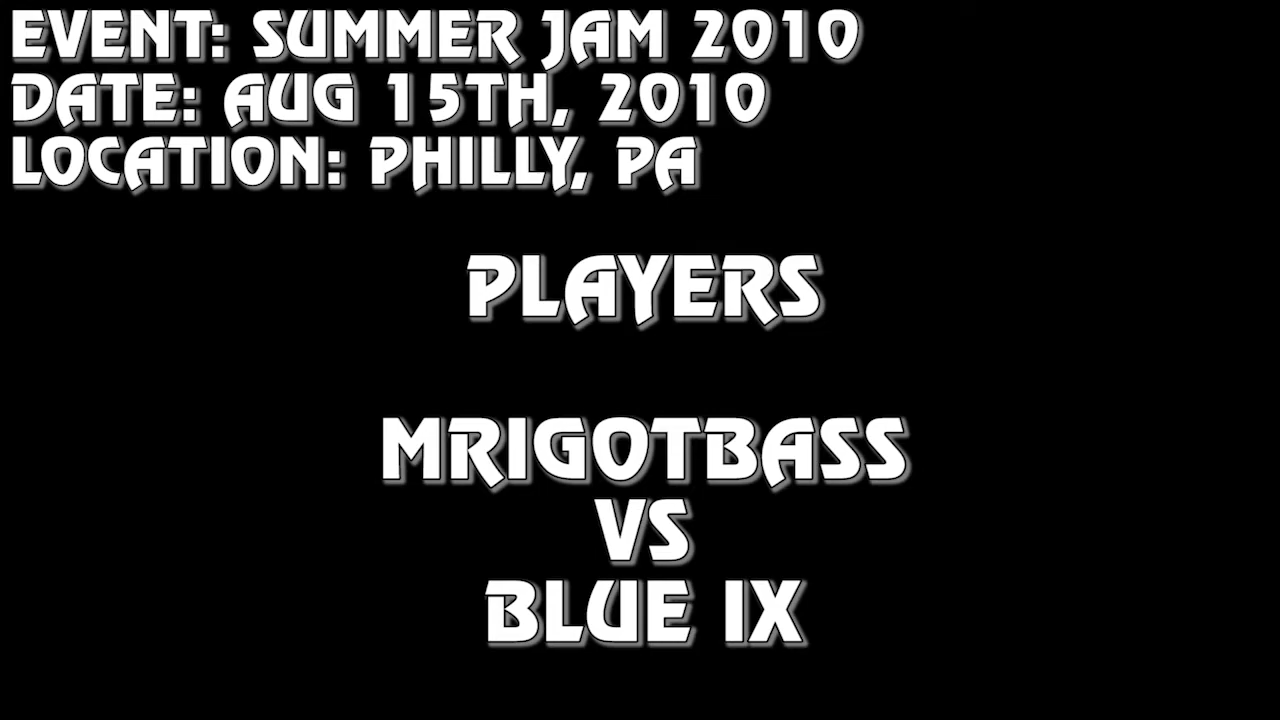 EVENT: SUMMER JAM 2010
DATE: AUG 15TH, 2010
LOCATION: PHILLY, PA
PLAYERS
MRIGOTBASS
VS
BLUE IX